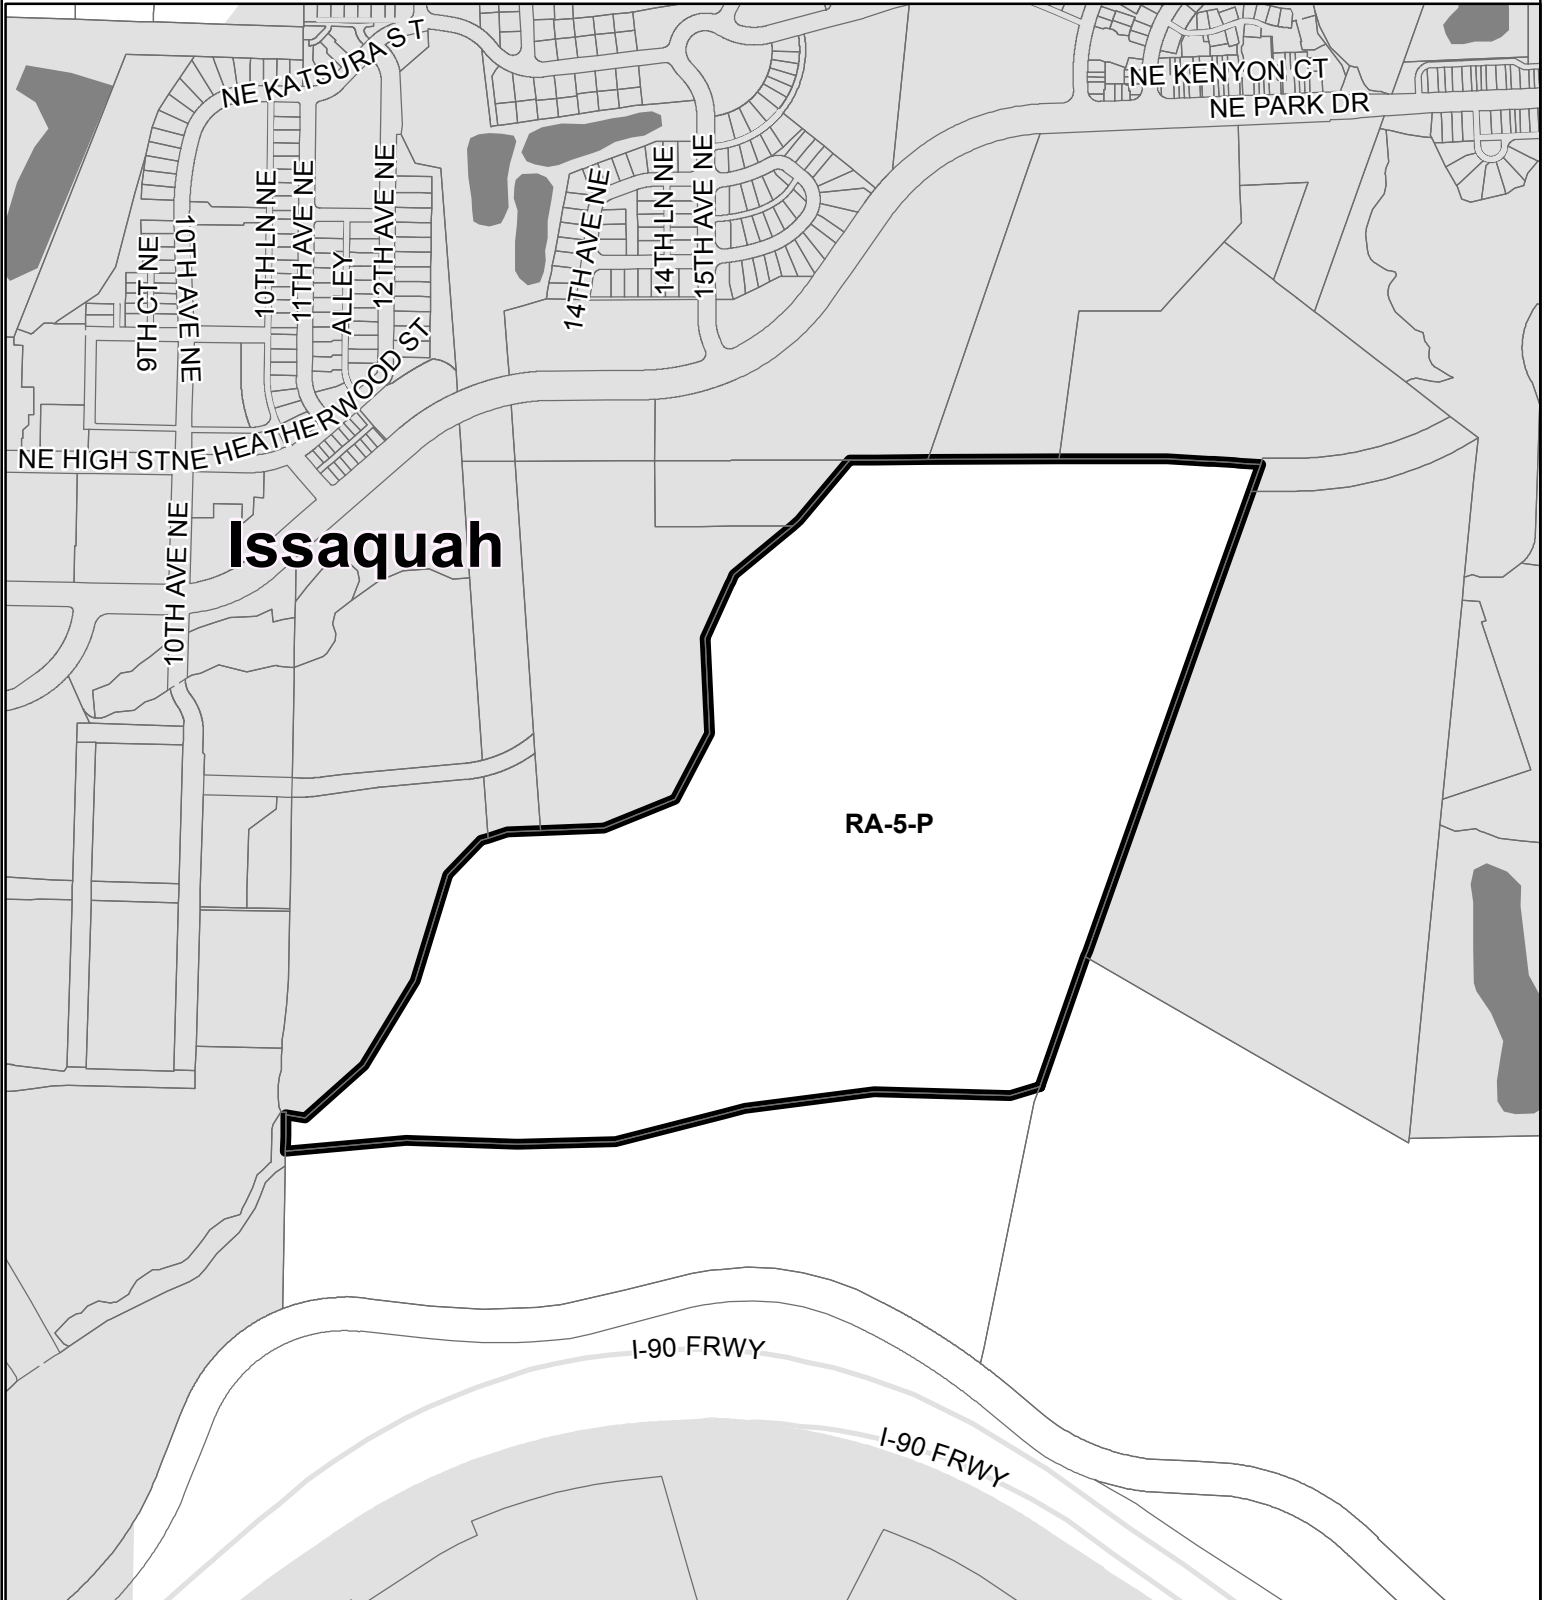 NE KATSURA ST
NE KENYON CT
NE PARK DR
9TH CT NE
10TH AVE NE
10TH LN NE
11TH AVE NE
ALLEY
12TH AVE NE
14TH AVE NE
14TH LN NE
15TH AVE NE
NE HIGH ST
NE HEATHERWOOD ST
10TH AVE NE
Issaquah
RA-5-P
I-90 FRWY
I-90 FRWY